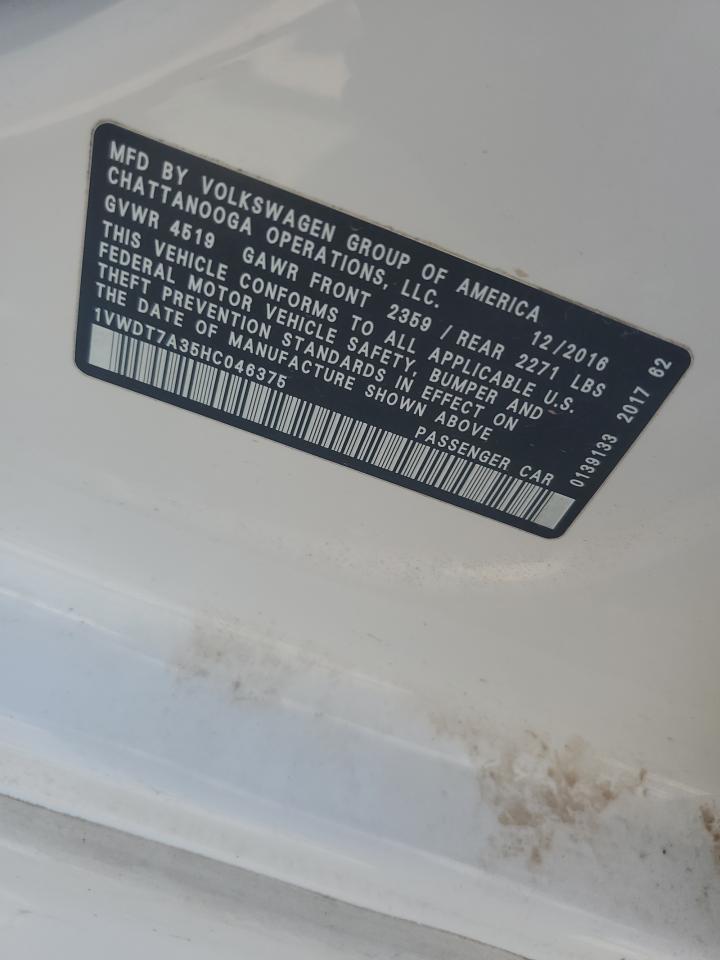 MFD BY VOLKSWAGEN GROUP OF AMERICA
CHATTANOOGA OPERATIONS, LLC.
12/2016
GVWR 4519 GAWR FRONT 2359 / REAR 2271 LBS
THIS VEHICLE CONFORMS TO ALL APPLICABLE U.S.
FEDERAL MOTOR VEHICLE SAFETY, BUMPER AND
THEFT PREVENTION STANDARDS IN EFFECT ON
THE DATE OF MANUFACTURE SHOWN ABOVE
1VWDT7A35HC046375
PASSENGER CAR
0139133 2017 62